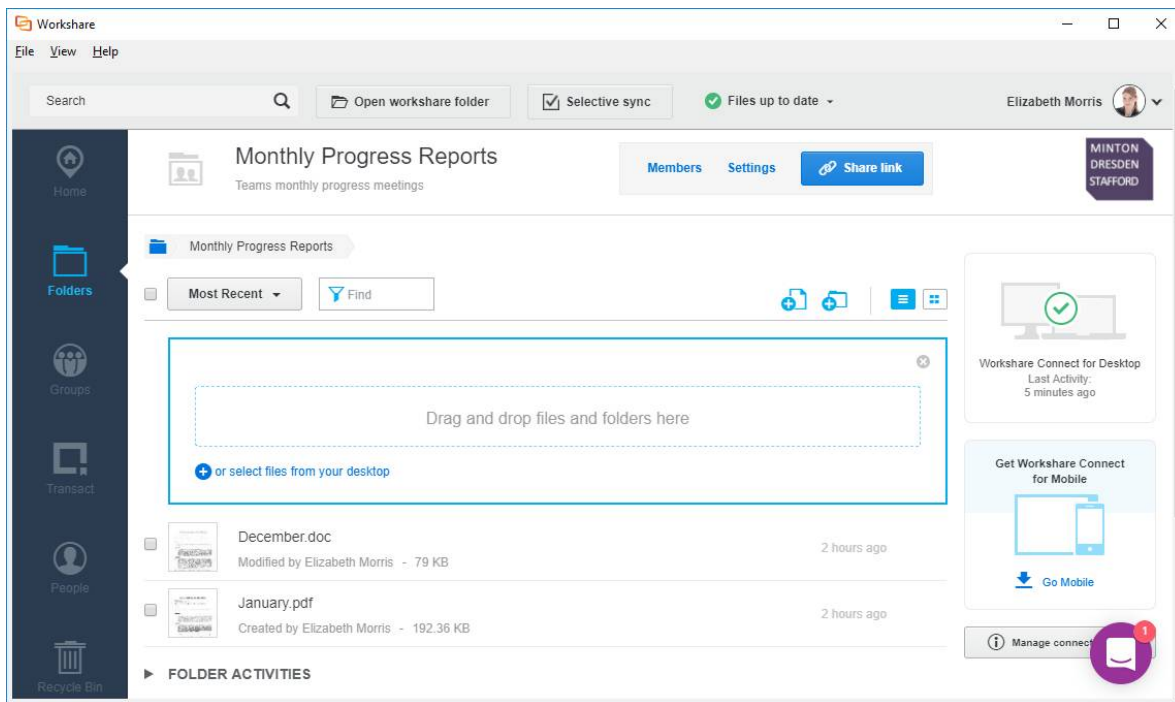 Workshare
File View Help
Search
Open workshare folder
Selective sync
Files up to date
Elizabeth Morris
Home
Folders
Groups
Transact
People
Recycle Bin
Monthly Progress Reports
Teams monthly progress meetings
Members
Settings
Share link
MINTON
DRESDEN
STAFFORD
Monthly Progress Reports
Most Recent
Find
Drag and drop files and folders here
or select files from your desktop
December.doc
Modified by Elizabeth Morris - 79 KB
2 hours ago
January.pdf
Created by Elizabeth Morris - 192.36 KB
2 hours ago
FOLDER ACTIVITIES
Workshare Connect for Desktop
Last Activity:
5 minutes ago
Get Workshare Connect
for Mobile
Go Mobile
Manage connect
1